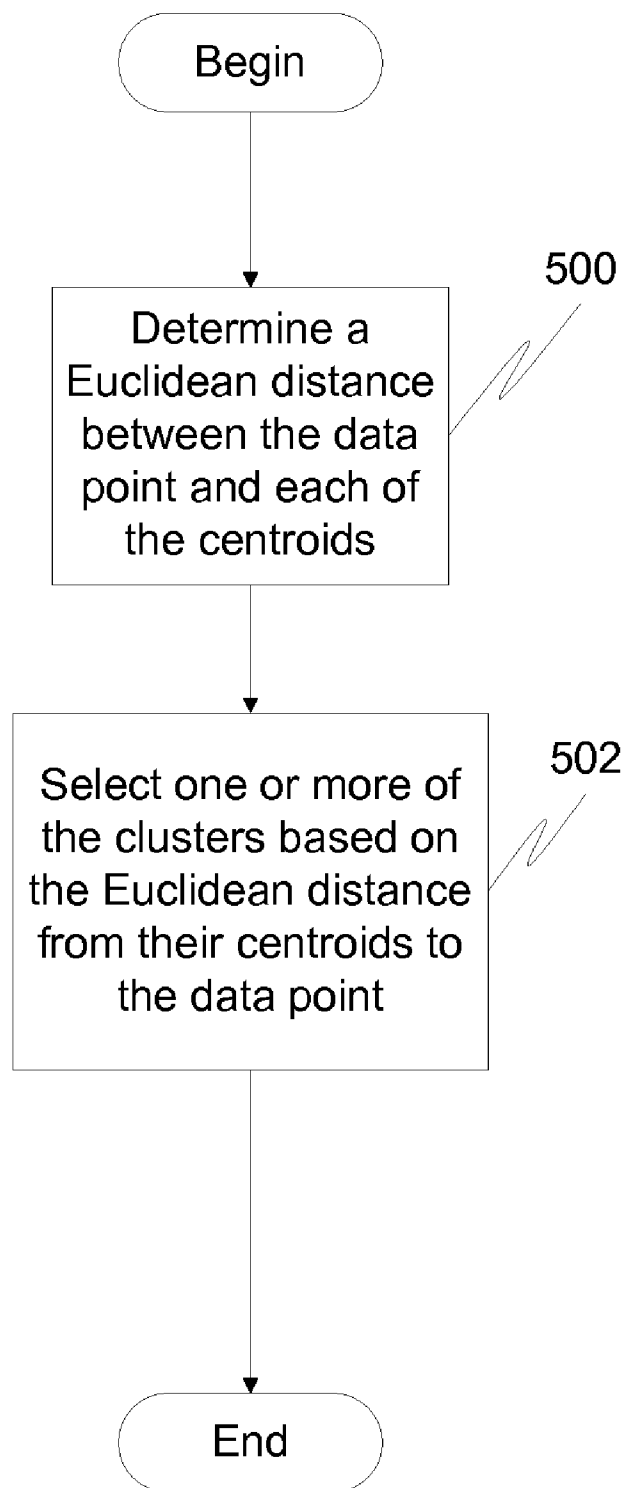 Begin
500
Determine a
Euclidean distance
between the data
point and each of
the centroids
502
Select one or more of
the clusters based on
the Euclidean distance
from their centroids to
the data point
End